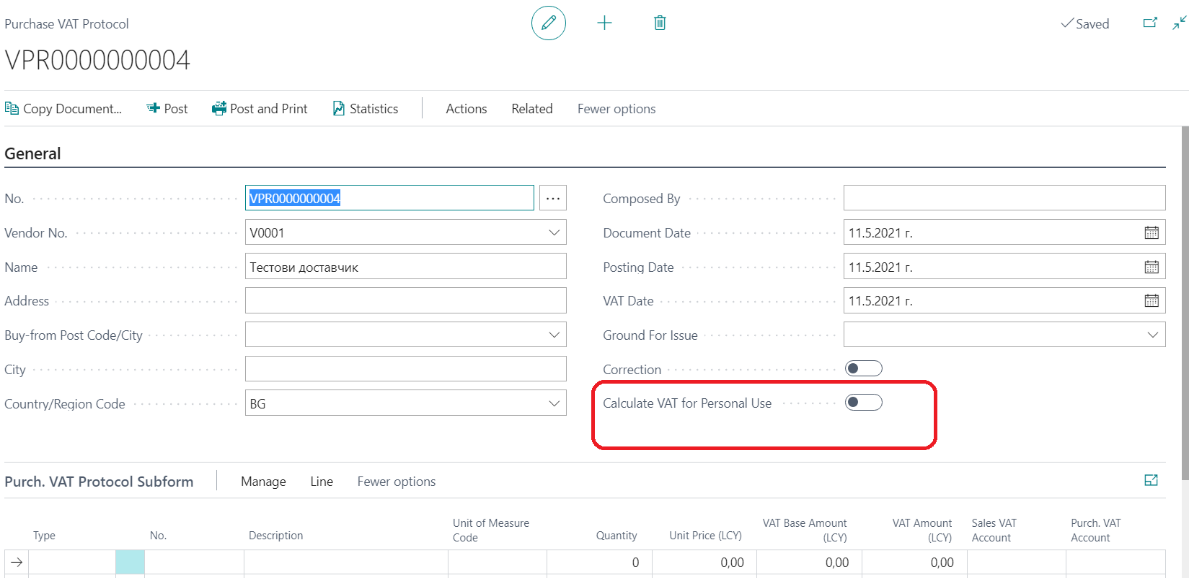 Purchase VAT Protocol
Saved
VPR0000000004
Copy Document...
Post
Post and Print
Statistics
Actions
Related
Fewer options
General
No.
VPR0000000004
Vendor No.
V0001
Name
Тестови доставчик
Address
Buy-from Post Code/City
City
Country/Region Code
BG
Composed By
Document Date
11.5.2021 г.
Posting Date
11.5.2021 г.
VAT Date
11.5.2021 г.
Ground For Issue
Correction
Calculate VAT for Personal Use
Purch. VAT Protocol Subform
Manage
Line
Fewer options
Type
No.
Description
Unit of Measure
Code
Quantity
Unit Price (LCY)
VAT Base Amount
(LCY)
VAT Amount
(LCY)
Sales VAT
Account
Purch. VAT
Account
0
0,00
0,00
0,00